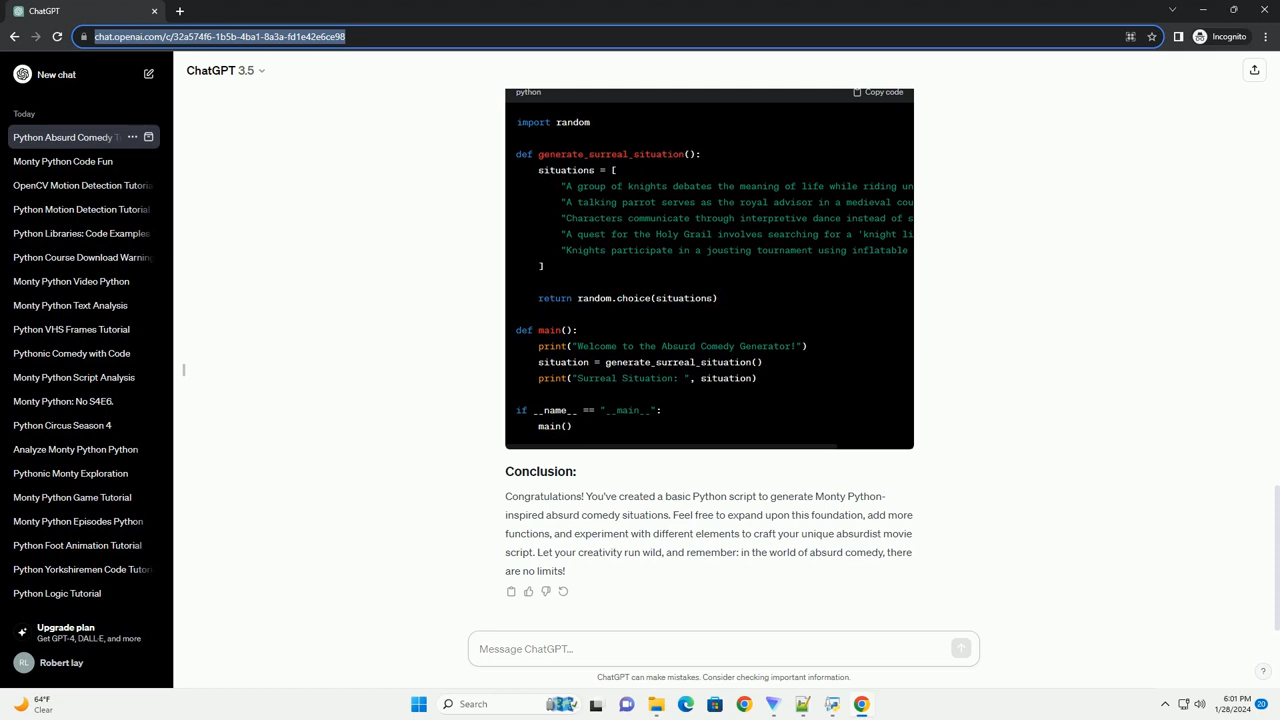 ChatGPT
chat.openai.com/c/32a574f6-1b5b-4ba1-8a3a-fd1e42e6ce98
Incognito
New chat
ChatGPT 3.5
Today
Python Absurd Comedy T
Monty Python Code Fun
OpenCV Motion Detection Tutoria
Python Motion Detection Tutorial
Python Libraries: Code Examples
Python Course Download Warning
Monty Python Video Python
Monty Python Text Analysis
Python VHS Frames Tutorial
Pythonic Comedy with Code
Monty Python Script Analysis
Monty Python: No S4E6.
Python Circus Season 4
Analyze Monty Python Python
Pythonic Monty Exploration
Monty Python Game Tutorial
Monty Python Episodes Python
Python Foot Animation Tutorial
Python Yorkshiremen Code Tutori
Python Logic Tutorial
Upgrade plan
Get GPT-4, DALL·E, and more
RL Robert lay
python Copy code
import random
def generate_surreal_situation():
situations = [
"A group of knights debates the meaning of life while riding un
"A talking parrot serves as the royal advisor in a medieval cou
"Characters communicate through interpretive dance instead of s
"A quest for the Holy Grail involves searching for a 'knight li
"Knights participate in a jousting tournament using inflatable
]
return random.choice(situations)
def main():
print("Welcome to the Absurd Comedy Generator!")
situation = generate_surreal_situation()
print("Surreal Situation: ", situation)
if __name__ == "__main__":
main()
Conclusion:
Congratulations! You've created a basic Python script to generate Monty Python-
inspired absurd comedy situations. Feel free to expand upon this foundation, add more
functions, and experiment with different elements to craft your unique absurdist movie
script. Let your creativity run wild, and remember: in the world of absurd comedy, there
are no limits!
Message ChatGPT...
ChatGPT can make mistakes. Consider checking important information.
?
64°F
Clear
Search
6:01 PM
1/28/2024
20